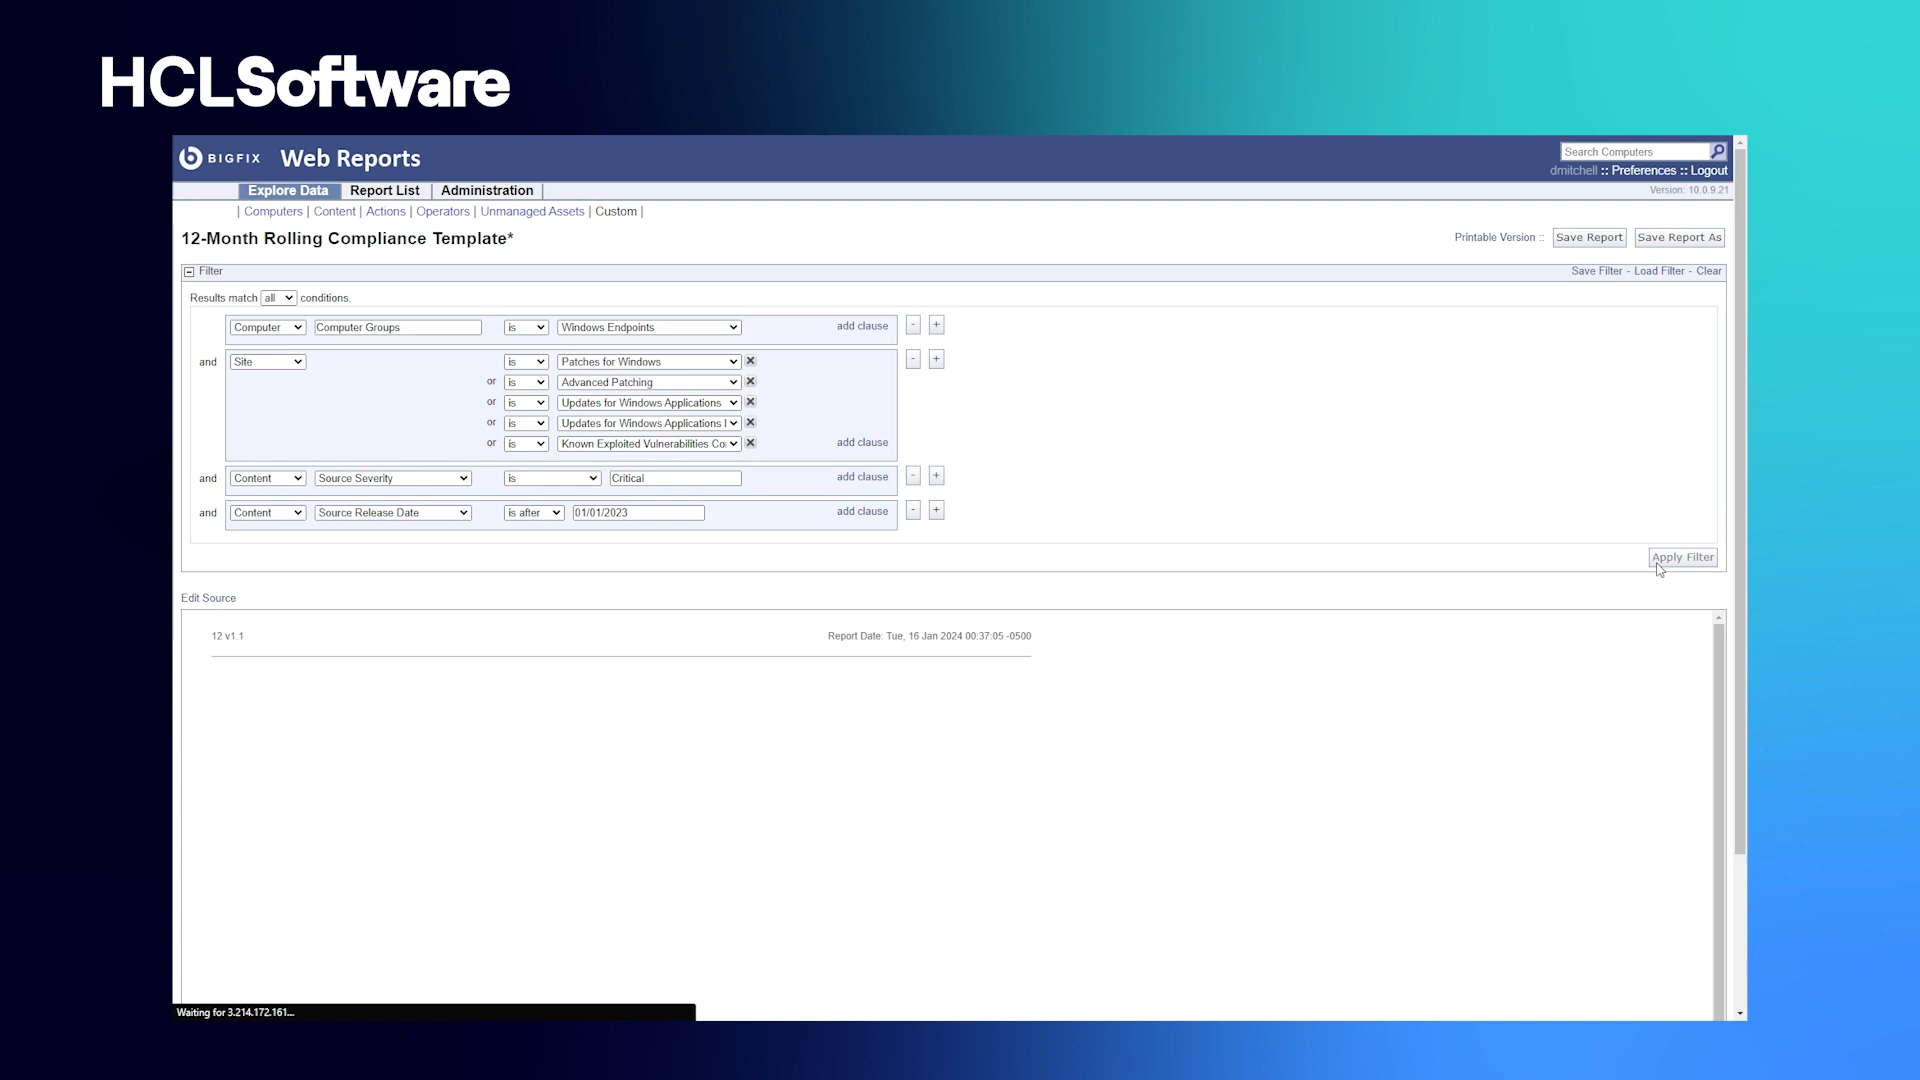 HCLSoftware
BIGFIX Web Reports
Search Computers
dmitchell :: Preferences :: Logout
Explore Data Report List Administration
Version: 10.0.9.21
| Computers | Content | Actions | Operators | Unmanaged Assets | Custom |
12-Month Rolling Compliance Template*
Printable Version :: Save Report Save Report As
Filter
Save Filter - Load Filter - Clear
Results match all conditions.
Computer Computer Groups is Windows Endpoints add clause - +
and Site is Patches for Windows - +
or is Advanced Patching
or is Updates for Windows Applications
or is Updates for Windows Applications
or is Known Exploited Vulnerabilities add clause
and Content Source Severity is Critical add clause - +
and Content Source Release Date is after 01/01/2023 add clause - +
Apply Filter
Edit Source
12 v1.1
Report Date: Tue, 16 Jan 2024 00:37:05 -0500
Waiting for 3.214.172.161...